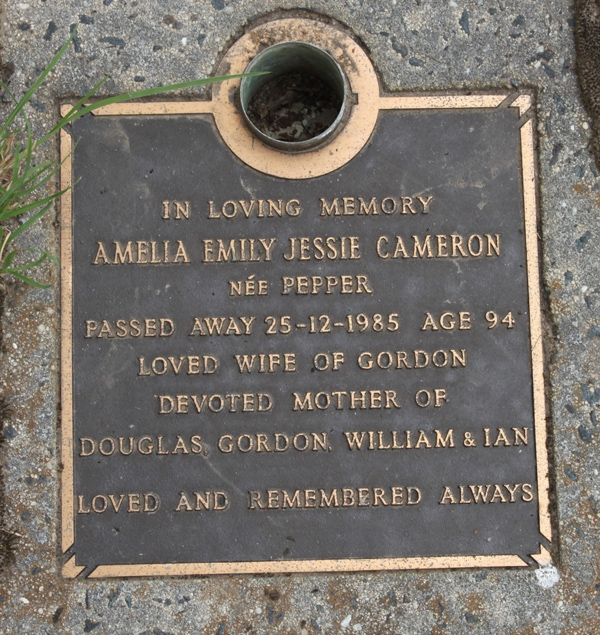 IN LOVING MEMORY
AMELIA EMILY JESSIE CAMERON
NÉE PEPPER
PASSED AWAY 25-12-1985 AGE 94
LOVED WIFE OF GORDON
DEVOTED MOTHER OF
DOUGLAS, GORDON, WILLIAM & IAN
LOVED AND REMEMBERED ALWAYS